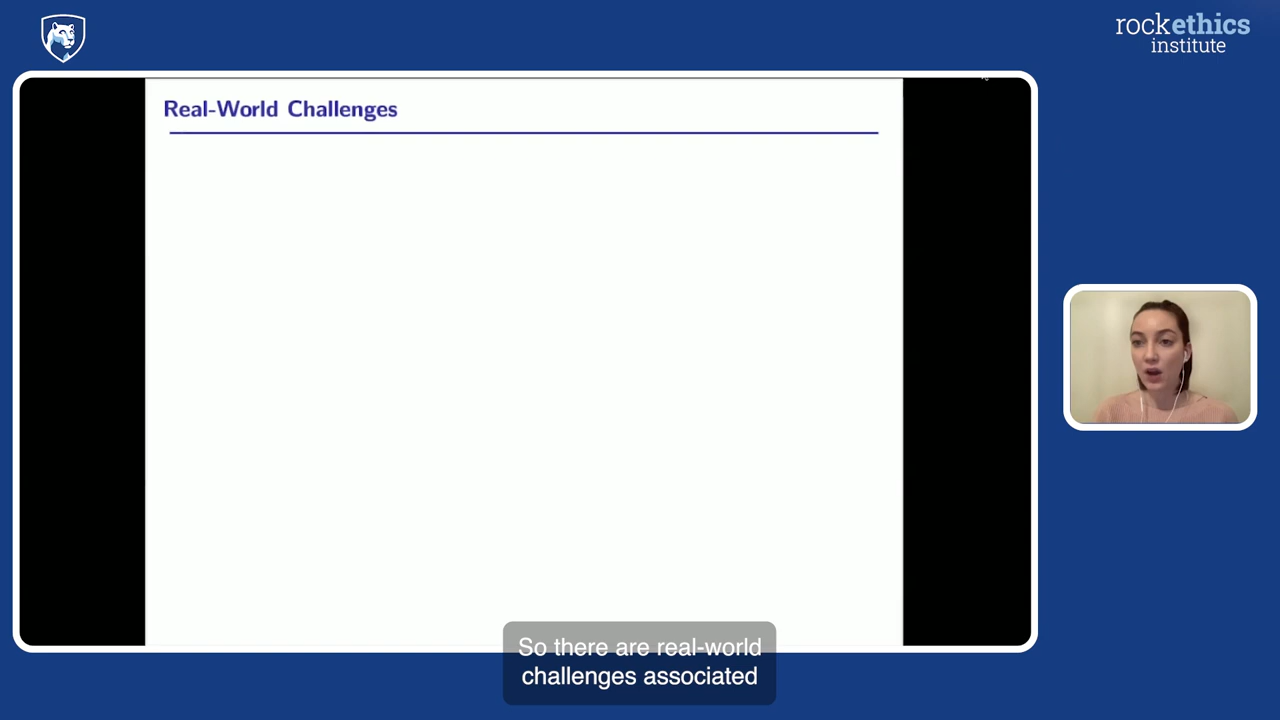 rockethics
institute
Real-World Challenges
So there are real-world
challenges associated